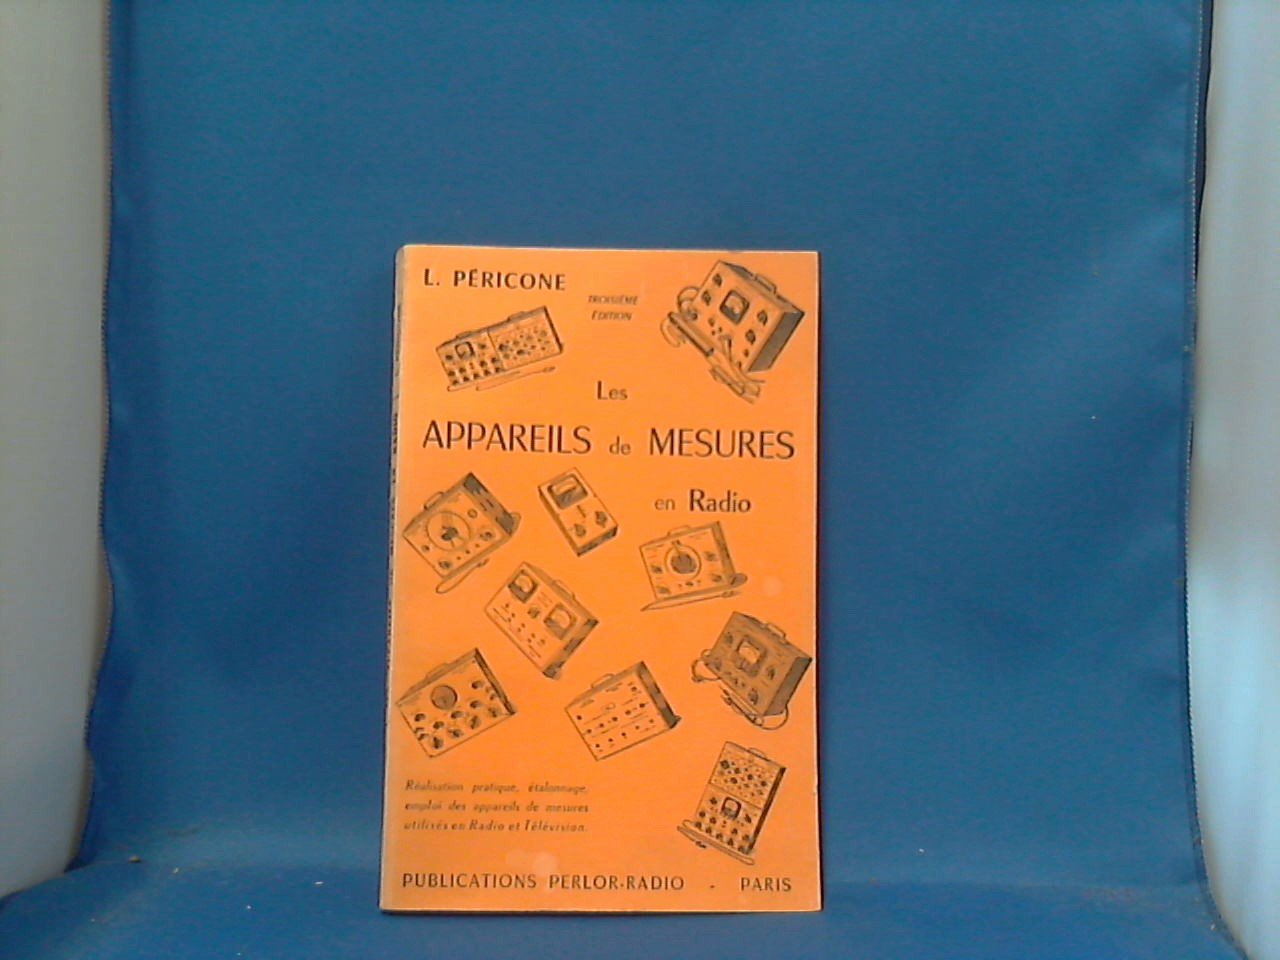 L. PÉRICONE
TROISIÈME
ÉDITION
Les
APPAREILS de MESURES
en Radio
Réalisation pratique, étalonnage,
emploi des appareils de mesures
utilisés en Radio et Télévision.
PUBLICATIONS PERLOR-RADIO - PARIS